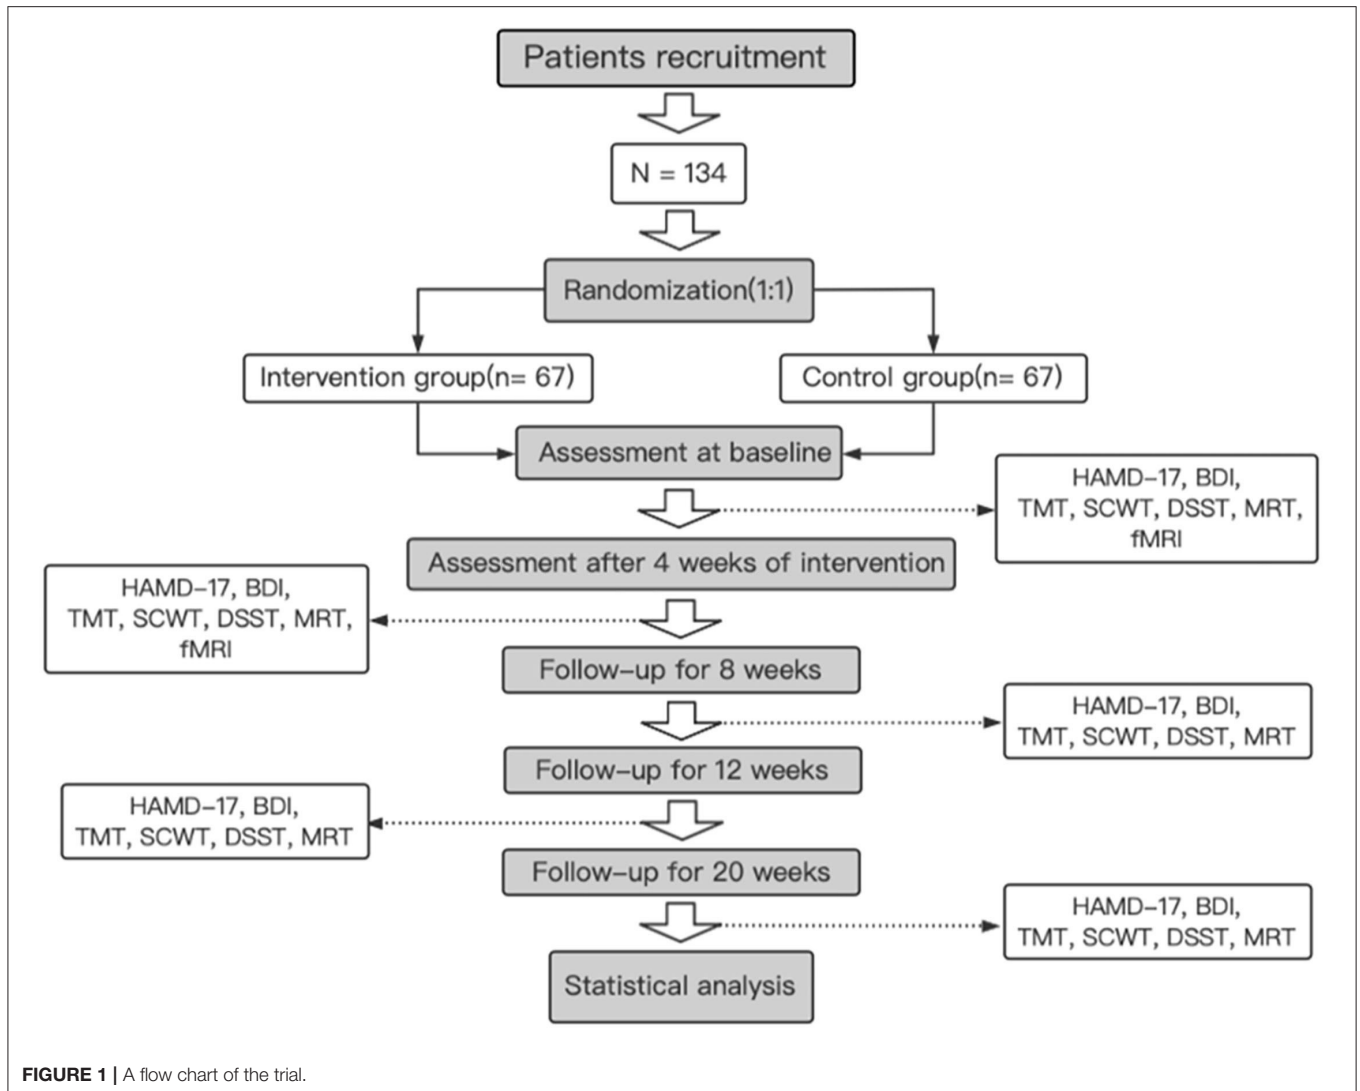 Patients recruitment
N = 134
Randomization(1:1)
Intervention group(n= 67)
Control group(n= 67)
Assessment at baseline
HAMD–17, BDI,
TMT, SCWT, DSST, MRT,
fMRI
Assessment after 4 weeks of intervention
HAMD–17, BDI,
TMT, SCWT, DSST, MRT,
fMRI
Follow–up for 8 weeks
HAMD–17, BDI,
TMT, SCWT, DSST, MRT
Follow–up for 12 weeks
HAMD–17, BDI,
TMT, SCWT, DSST, MRT
Follow–up for 20 weeks
HAMD–17, BDI,
TMT, SCWT, DSST, MRT
Statistical analysis
FIGURE 1 | A flow chart of the trial.